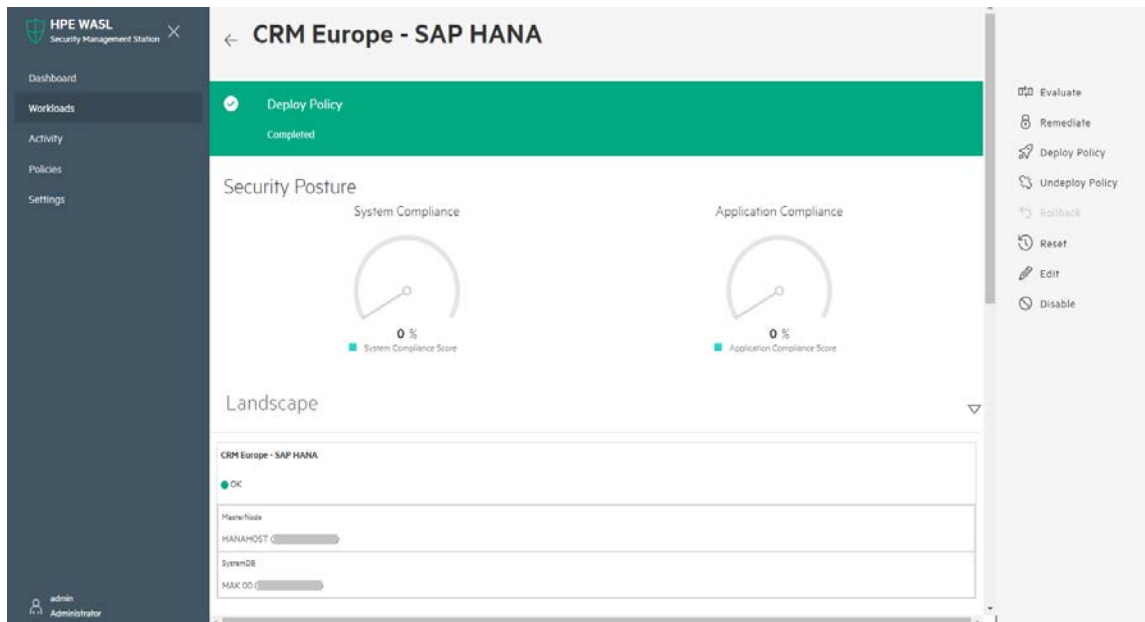 HPE WASL
Security Management Station
Dashboard
Workloads
Activity
Policies
Settings
admin
Administrator
CRM Europe - SAP HANA
Deploy Policy
Completed
Security Posture
System Compliance
0 %
System Compliance Score
Application Compliance
0 %
Application Compliance Score
Landscape
CRM Europe - SAP HANA
OK
MasterNode
HANAHOST (
SystemDB
MAK 00 (
Evaluate
Remediate
Deploy Policy
Undeploy Policy
Rollback
Reset
Edit
Disable